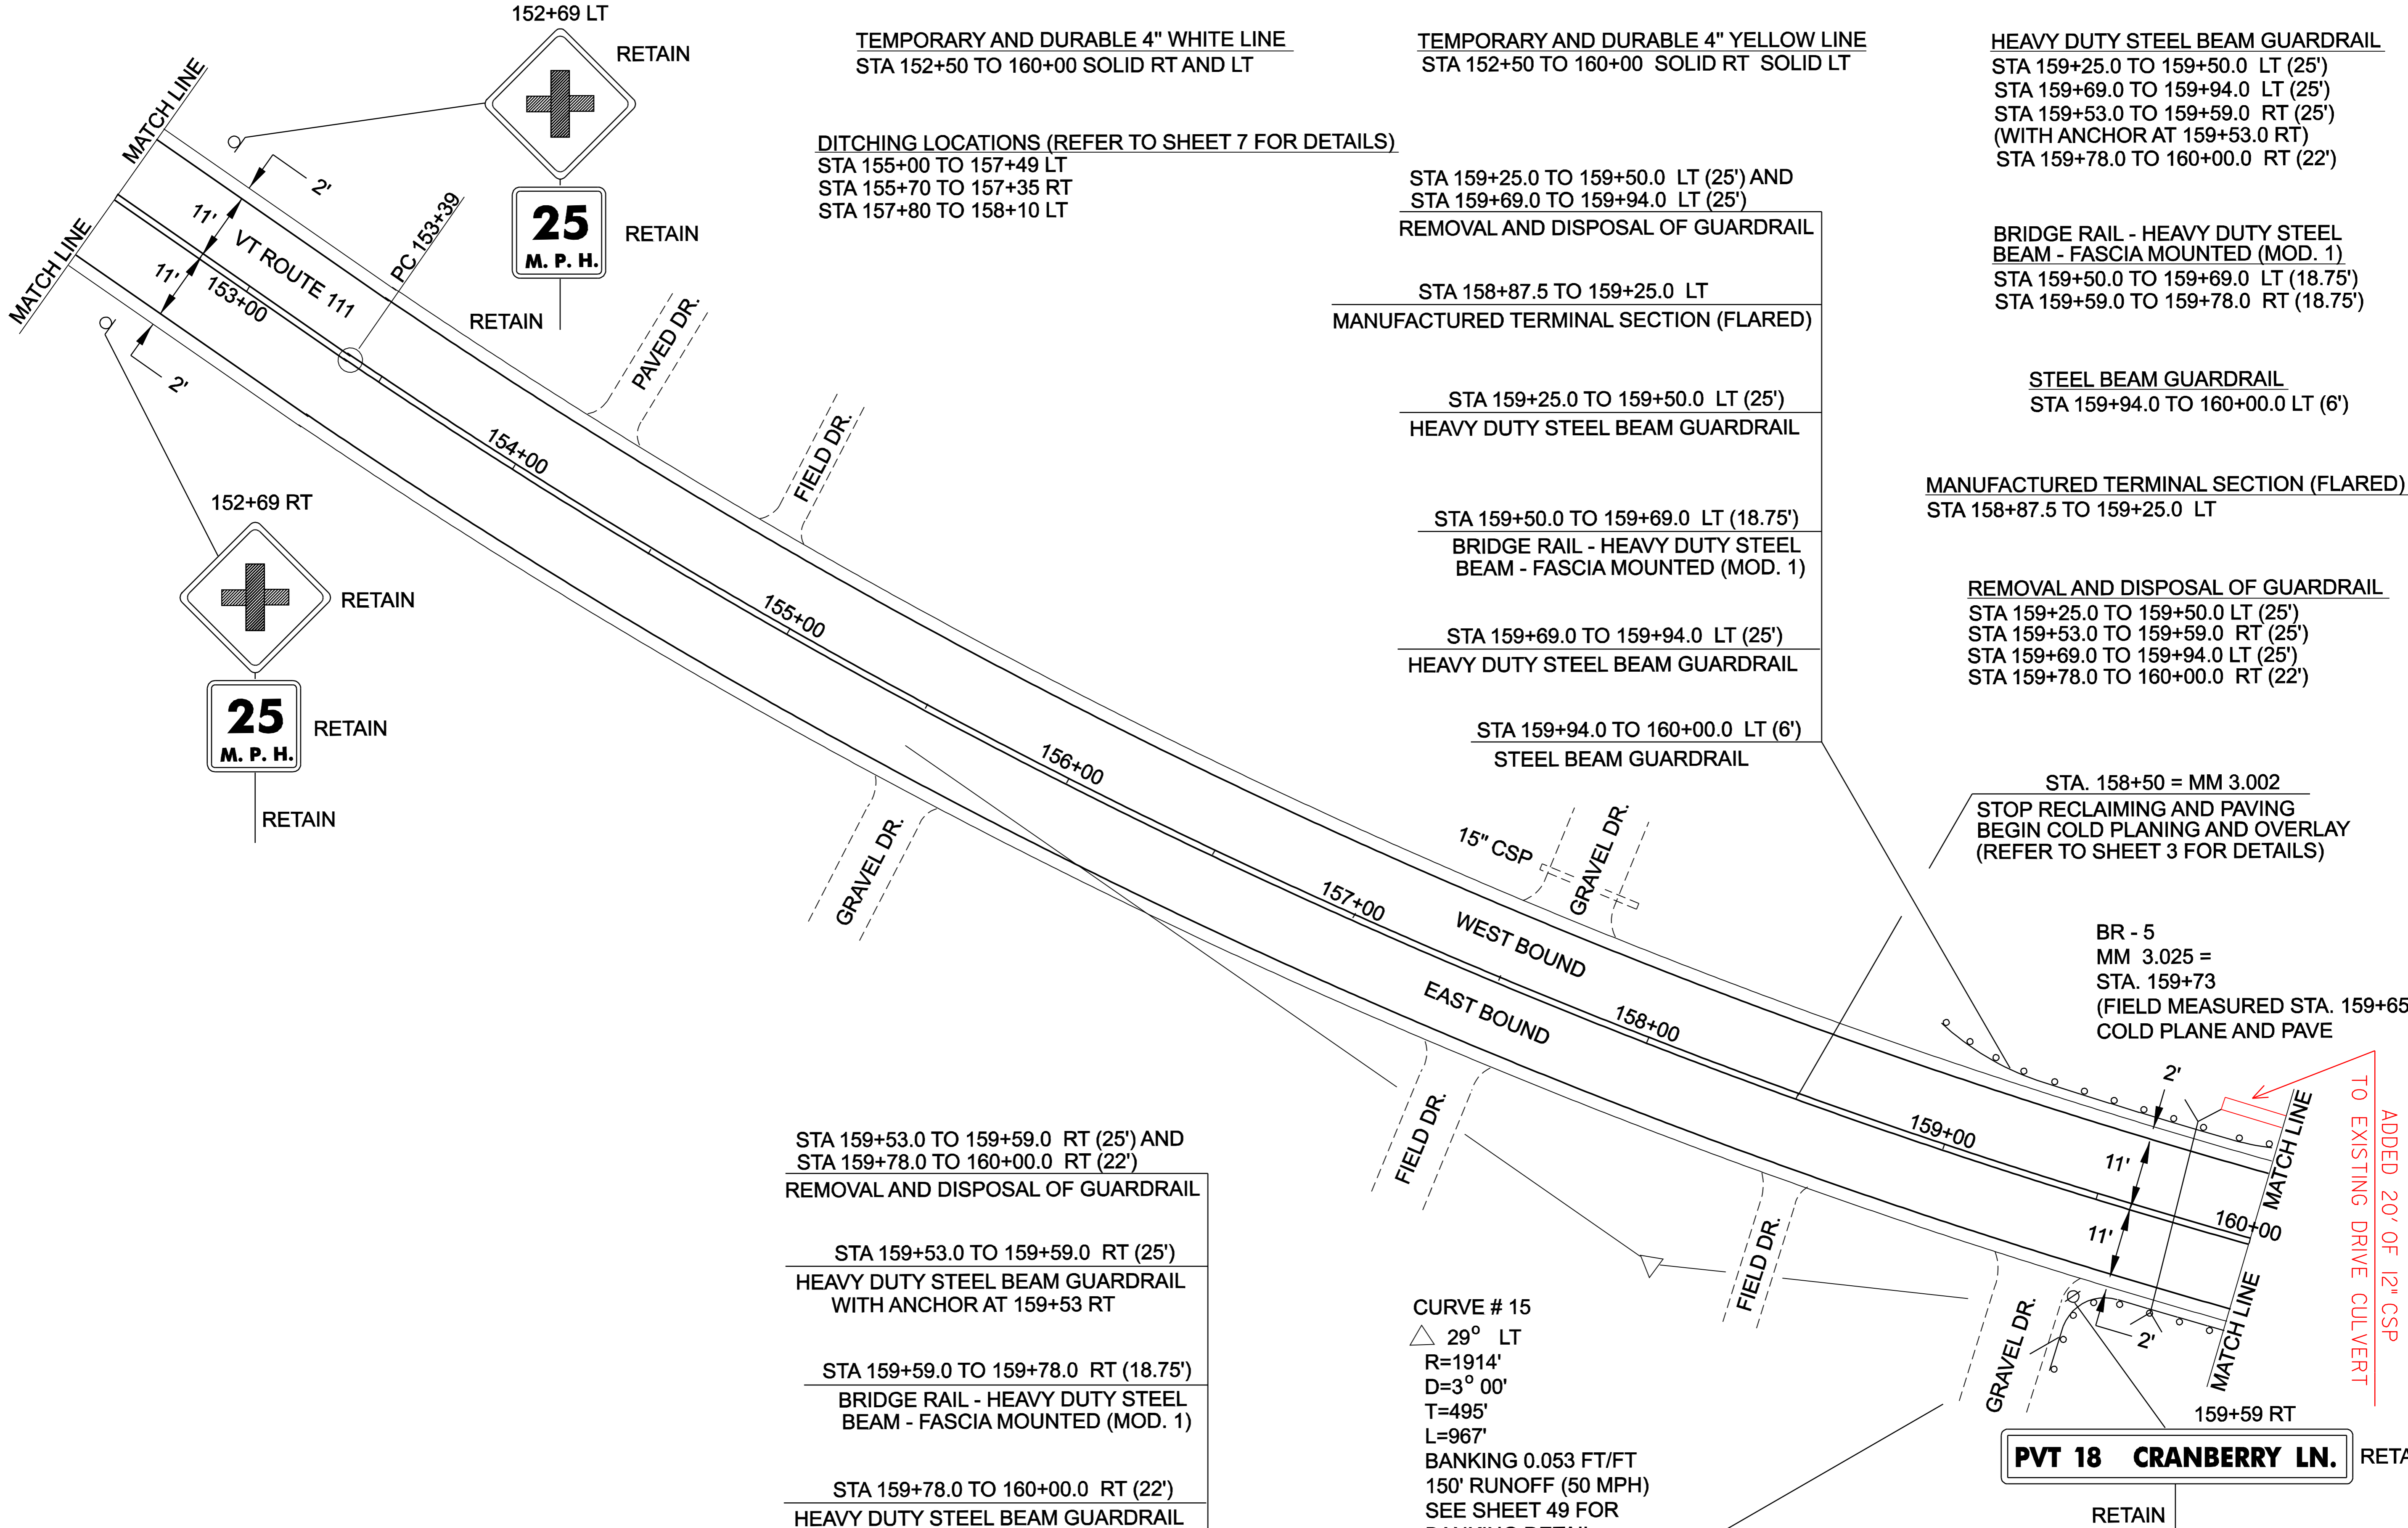 152+69 LT
RETAIN
25
M. P. H.
RETAIN
RETAIN
TEMPORARY AND DURABLE 4" WHITE LINE
STA 152+50 TO 160+00 SOLID RT AND LT
DITCHING LOCATIONS (REFER TO SHEET 7 FOR DETAILS)
STA 155+00 TO 157+49 LT
STA 155+70 TO 157+35 RT
STA 157+80 TO 158+10 LT
TEMPORARY AND DURABLE 4" YELLOW LINE
STA 152+50 TO 160+00 SOLID RT SOLID LT
STA 159+25.0 TO 159+50.0 LT (25') AND
STA 159+69.0 TO 159+94.0 LT (25')
REMOVAL AND DISPOSAL OF GUARDRAIL
STA 158+87.5 TO 159+25.0 LT
MANUFACTURED TERMINAL SECTION (FLARED)
STA 159+25.0 TO 159+50.0 LT (25')
HEAVY DUTY STEEL BEAM GUARDRAIL
STA 159+50.0 TO 159+69.0 LT (18.75')
BRIDGE RAIL - HEAVY DUTY STEEL
BEAM - FASCIA MOUNTED (MOD. 1)
STA 159+69.0 TO 159+94.0 LT (25')
HEAVY DUTY STEEL BEAM GUARDRAIL
STA 159+94.0 TO 160+00.0 LT (6')
STEEL BEAM GUARDRAIL
HEAVY DUTY STEEL BEAM GUARDRAIL
STA 159+25.0 TO 159+50.0 LT (25')
STA 159+69.0 TO 159+94.0 LT (25')
STA 159+53.0 TO 159+59.0 RT (25')
(WITH ANCHOR AT 159+53.0 RT)
STA 159+78.0 TO 160+00.0 RT (22')
BRIDGE RAIL - HEAVY DUTY STEEL
BEAM - FASCIA MOUNTED (MOD. 1)
STA 159+50.0 TO 159+69.0 LT (18.75')
STA 159+59.0 TO 159+78.0 RT (18.75')
STEEL BEAM GUARDRAIL
STA 159+94.0 TO 160+00.0 LT (6')
MANUFACTURED TERMINAL SECTION (FLARED)
STA 158+87.5 TO 159+25.0 LT
REMOVAL AND DISPOSAL OF GUARDRAIL
STA 159+25.0 TO 159+50.0 LT (25')
STA 159+53.0 TO 159+59.0 RT (25')
STA 159+69.0 TO 159+94.0 LT (25')
STA 159+78.0 TO 160+00.0 RT (22')
STA. 158+50 = MM 3.002
STOP RECLAIMING AND PAVING
BEGIN COLD PLANING AND OVERLAY
(REFER TO SHEET 3 FOR DETAILS)
BR - 5
MM 3.025 =
STA. 159+73
(FIELD MEASURED STA. 159+65
COLD PLANE AND PAVE
MATCH LINE
MATCH LINE
2'
11'
11'
2'
VT ROUTE 111
153+00
PC 153+39
PAVED DR.
FIELD DR.
154+00
155+00
156+00
157+00
158+00
159+00
160+00
GRAVEL DR.
15" CSP
GRAVEL DR.
WEST BOUND
EAST BOUND
FIELD DR.
FIELD DR.
GRAVEL DR.
2'
11'
11'
2'
MATCH LINE
MATCH LINE
ADDED 20' OF 12" CSP
TO EXISTING DRIVE CULVERT
152+69 RT
RETAIN
25
M. P. H.
RETAIN
RETAIN
STA 159+53.0 TO 159+59.0 RT (25') AND
STA 159+78.0 TO 160+00.0 RT (22')
REMOVAL AND DISPOSAL OF GUARDRAIL
STA 159+53.0 TO 159+59.0 RT (25')
HEAVY DUTY STEEL BEAM GUARDRAIL
WITH ANCHOR AT 159+53 RT
STA 159+59.0 TO 159+78.0 RT (18.75')
BRIDGE RAIL - HEAVY DUTY STEEL
BEAM - FASCIA MOUNTED (MOD. 1)
STA 159+78.0 TO 160+00.0 RT (22')
HEAVY DUTY STEEL BEAM GUARDRAIL
CURVE # 15
△ 29° LT
R=1914'
D=3° 00'
T=495'
L=967'
BANKING 0.053 FT/FT
150' RUNOFF (50 MPH)
SEE SHEET 49 FOR
159+59 RT
PVT 18 CRANBERRY LN.
RETAIN